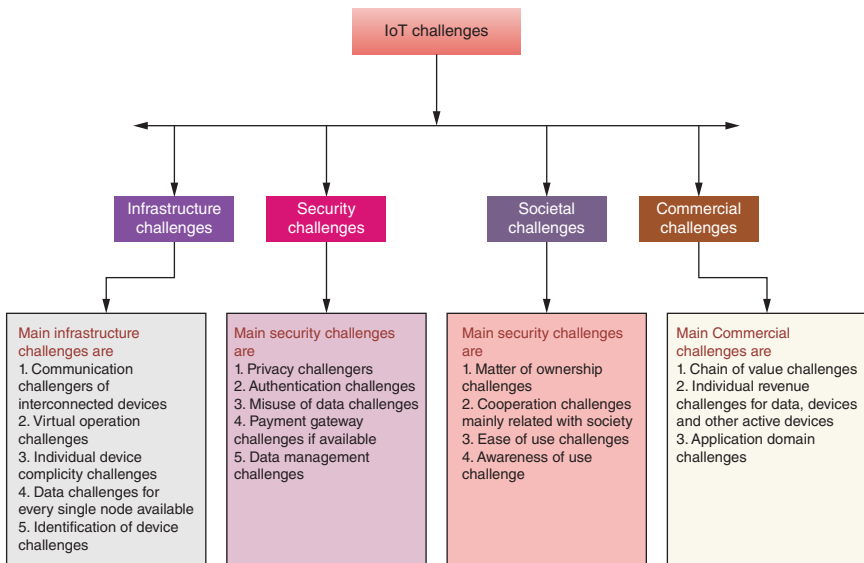 IoT challenges
Infrastructure
challenges
Security
challenges
Societal
challenges
Commercial
challenges
Main infrastructure
challenges are
1. Communication
challengers of
interconnected devices
2. Virtual operation
challenges
3. Individual device
complicity challenges
4. Data challenges for
every single node available
5. Identification of device
challenges
Main security challenges
are
1. Privacy challengers
2. Authentication challenges
3. Misuse of data challenges
4. Payment gateway
challenges if available
5. Data management
challenges
Main security challenges
are
1. Matter of ownership
challenges
2. Cooperation challenges
mainly related with society
3. Ease of use challenges
4. Awareness of use
challenge
Main Commercial
challenges are
1. Chain of value challenges
2. Individual revenue
challenges for data, devices
and other active devices
3. Application domain
challenges